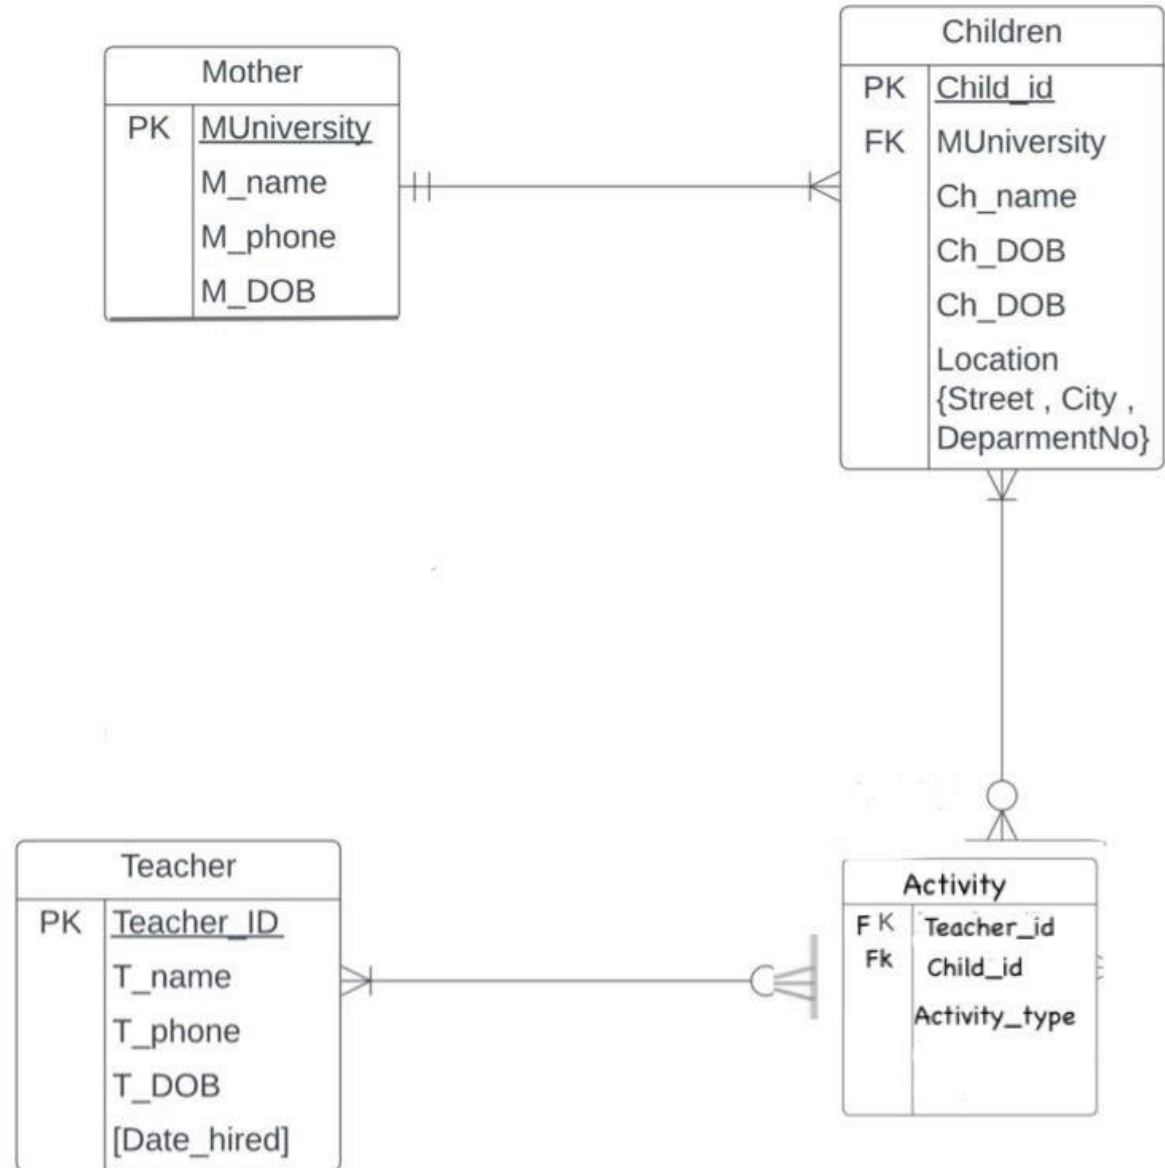 Mother
PK MUniversity
M_name
M_phone
M_DOB
Children
PK Child_id
FK MUniversity
Ch_name
Ch_DOB
Ch_DOB
Location
{Street , City ,
DeparmentNo}
Teacher
PK Teacher_ID
T_name
T_phone
T_DOB
[Date_hired]
Activity
FK Teacher_id
Fk Child_id
Activity_type